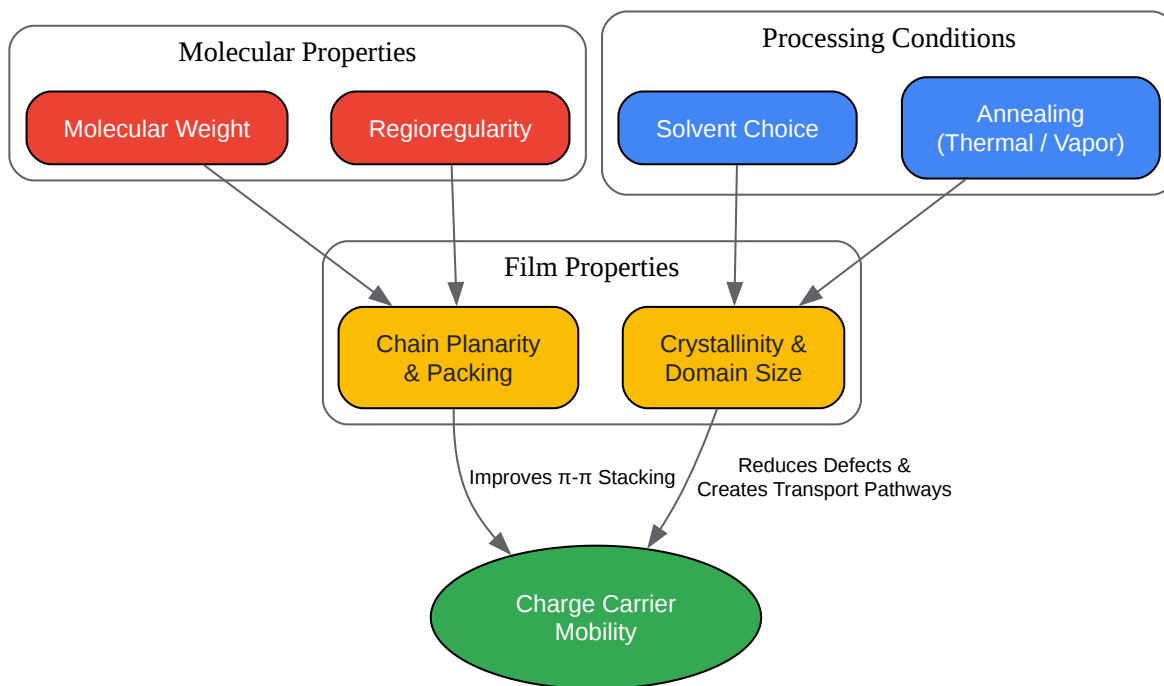 Molecular Properties
Processing Conditions
Molecular Weight
Regioregularity
Solvent Choice
Annealing
(Thermal / Vapor)
Film Properties
Chain Planarity
& Packing
Crystallinity &
Domain Size
Improves π-π Stacking
Reduces Defects &
Creates Transport Pathways
Charge Carrier
Mobility